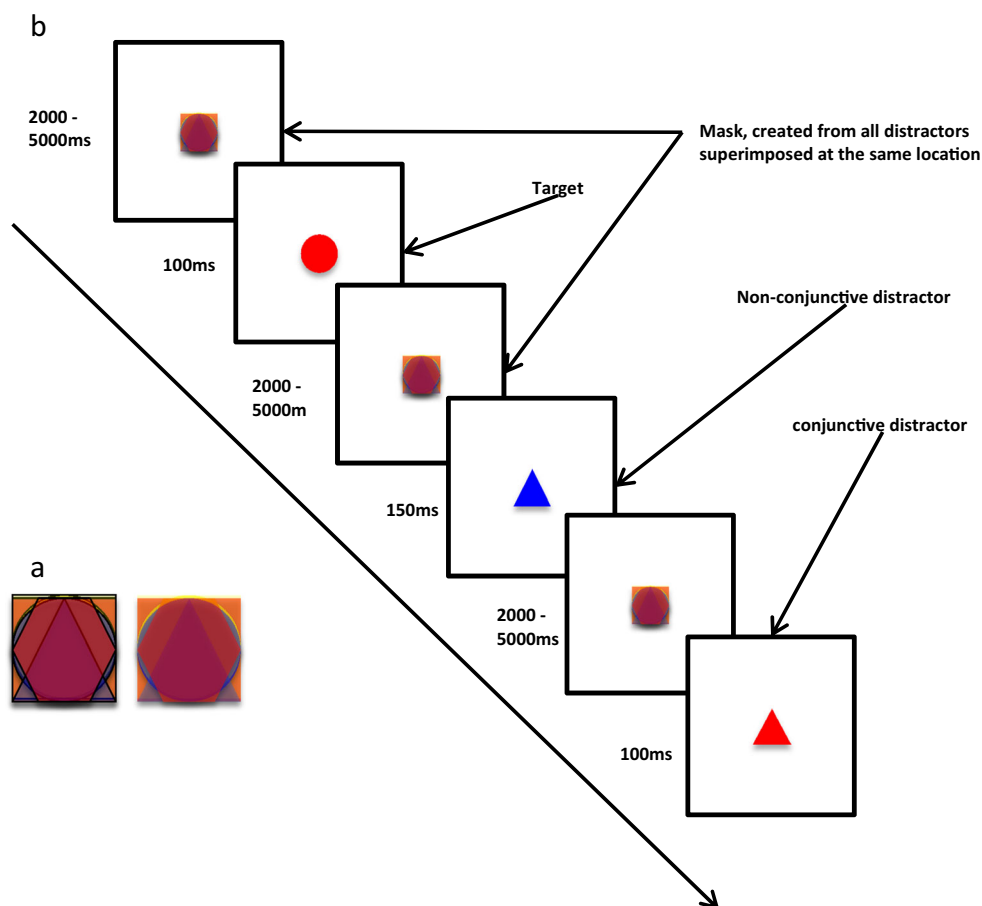 b
2000 -
5000ms
Mask, created from all distractors
superimposed at the same location
Target
100ms
Non-conjunctive distractor
2000 -
5000m
conjunctive distractor
150ms
a
2000 -
5000ms
100ms